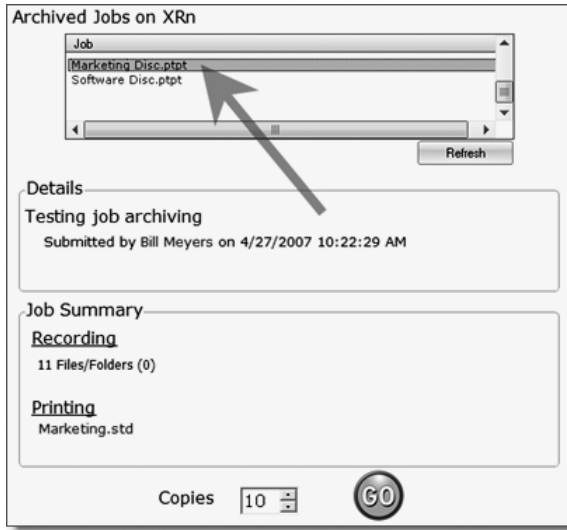 Archived Jobs on XRn
Job
Marketing Disc.ptpt
Software Disc.ptpt
Refresh
Details
Testing job archiving
Submitted by Bill Meyers on 4/27/2007 10:22:29 AM
Job Summary
Recording
11 Files/Folders (0)
Printing
Marketing.std
Copies 10 GO